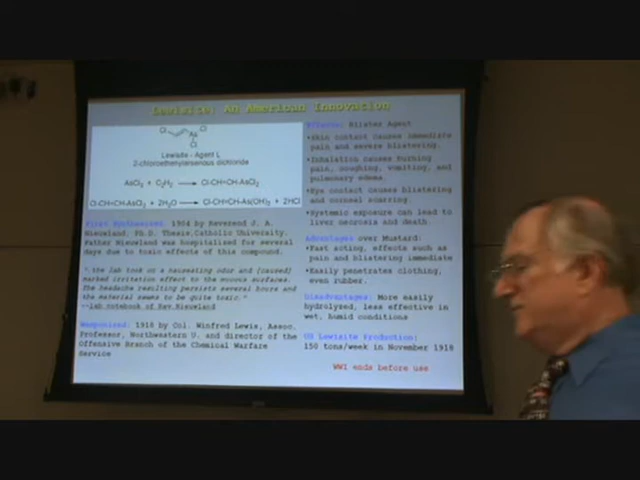 Lewisite: An American Innovation
Cl
As
Cl
Cl
Lewisite - Agent L
2-chloroethenylarsenous dichloride
AsCl3 + C2H2 → Cl-CH=CH-AsCl2
Cl-CH=CH-AsCl2 + 2H2O → Cl-CH=CH-As(OH)2 + 2HCl
First Synthesized: 1904 by Reverend J. A.
Nieuwland, Ph.D. Thesis, Catholic University.
Father Nieuwland was hospitalized for several
days due to toxic effects of this compound.
"… the lab took on a nauseating odor and [caused]
marked irritation effect to the mucous surfaces.
The headache resulting persists several hours and
the material seems to be quite toxic."
--lab notebook of Rev Nieuwland
Weaponized: 1918 by Col. Winfred Lewis, Assoc.
Professor, Northwestern U. and director of the
Offensive Branch of the Chemical Warfare
Service
Effects: Blister Agent
•Skin contact causes immediate
pain and severe blistering.
•Inhalation causes burning
pain, coughing, vomiting, and
pulmonary edema.
•Eye contact causes blistering
and corneal scarring.
•Systemic exposure can lead to
liver necrosis and death.
Advantages over Mustard:
•Fast acting, effects such as
pain and blistering immediate
•Easily penetrates clothing,
even rubber.
Disadvantages: More easily
hydrolyzed, less effective in
wet, humid conditions
US Lewisite Production:
150 tons/week in November 1918
WW1 ends before use